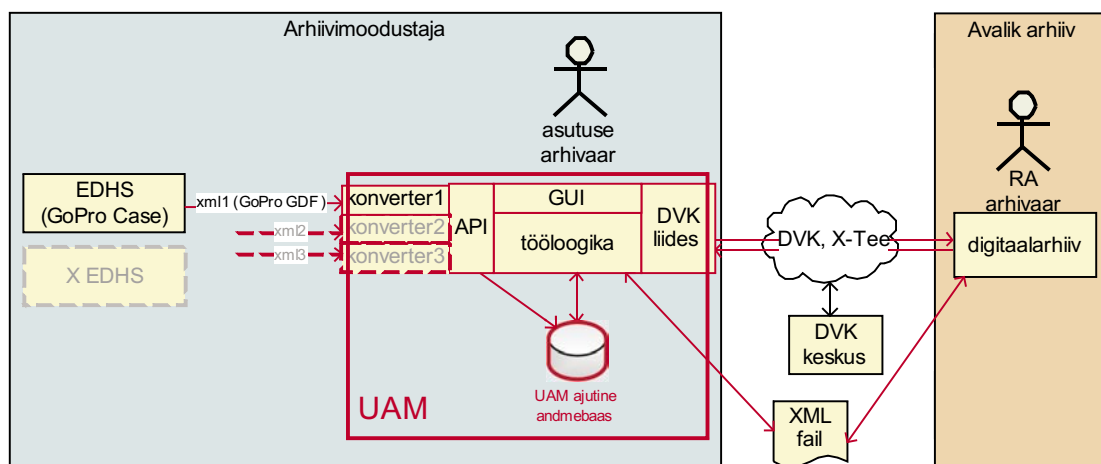 Arhiivimoodustaja
Avalik arhiiv
asutuse
arhivaar
RA
arhivaar
EDHS
(GoPro Case)
X EDHS
xml1 (GoPro GDF)
xml2
xml3
konverter1
konverter2
konverter3
API
GUI
tööloogika
DVK
liides
DVK, X-Tee
digitaalarhiiv
DVK
keskus
UAM ajutine
andmebaas
UAM
XML
fail